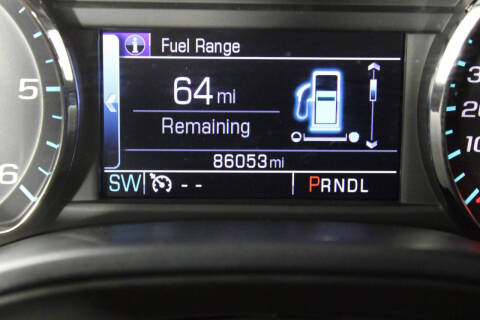 Fuel Range
64 mi
Remaining
86053 mi
SW -- PRNDL
5
6